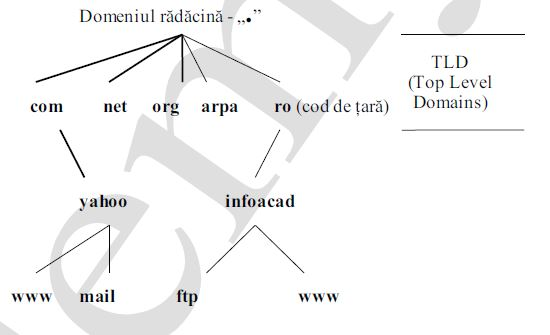 Domeniul rădăcină - „.”
TLD
(Top Level
Domains)
com net org arpa ro (cod de țară)
yahoo infoacad
www mail ftp www